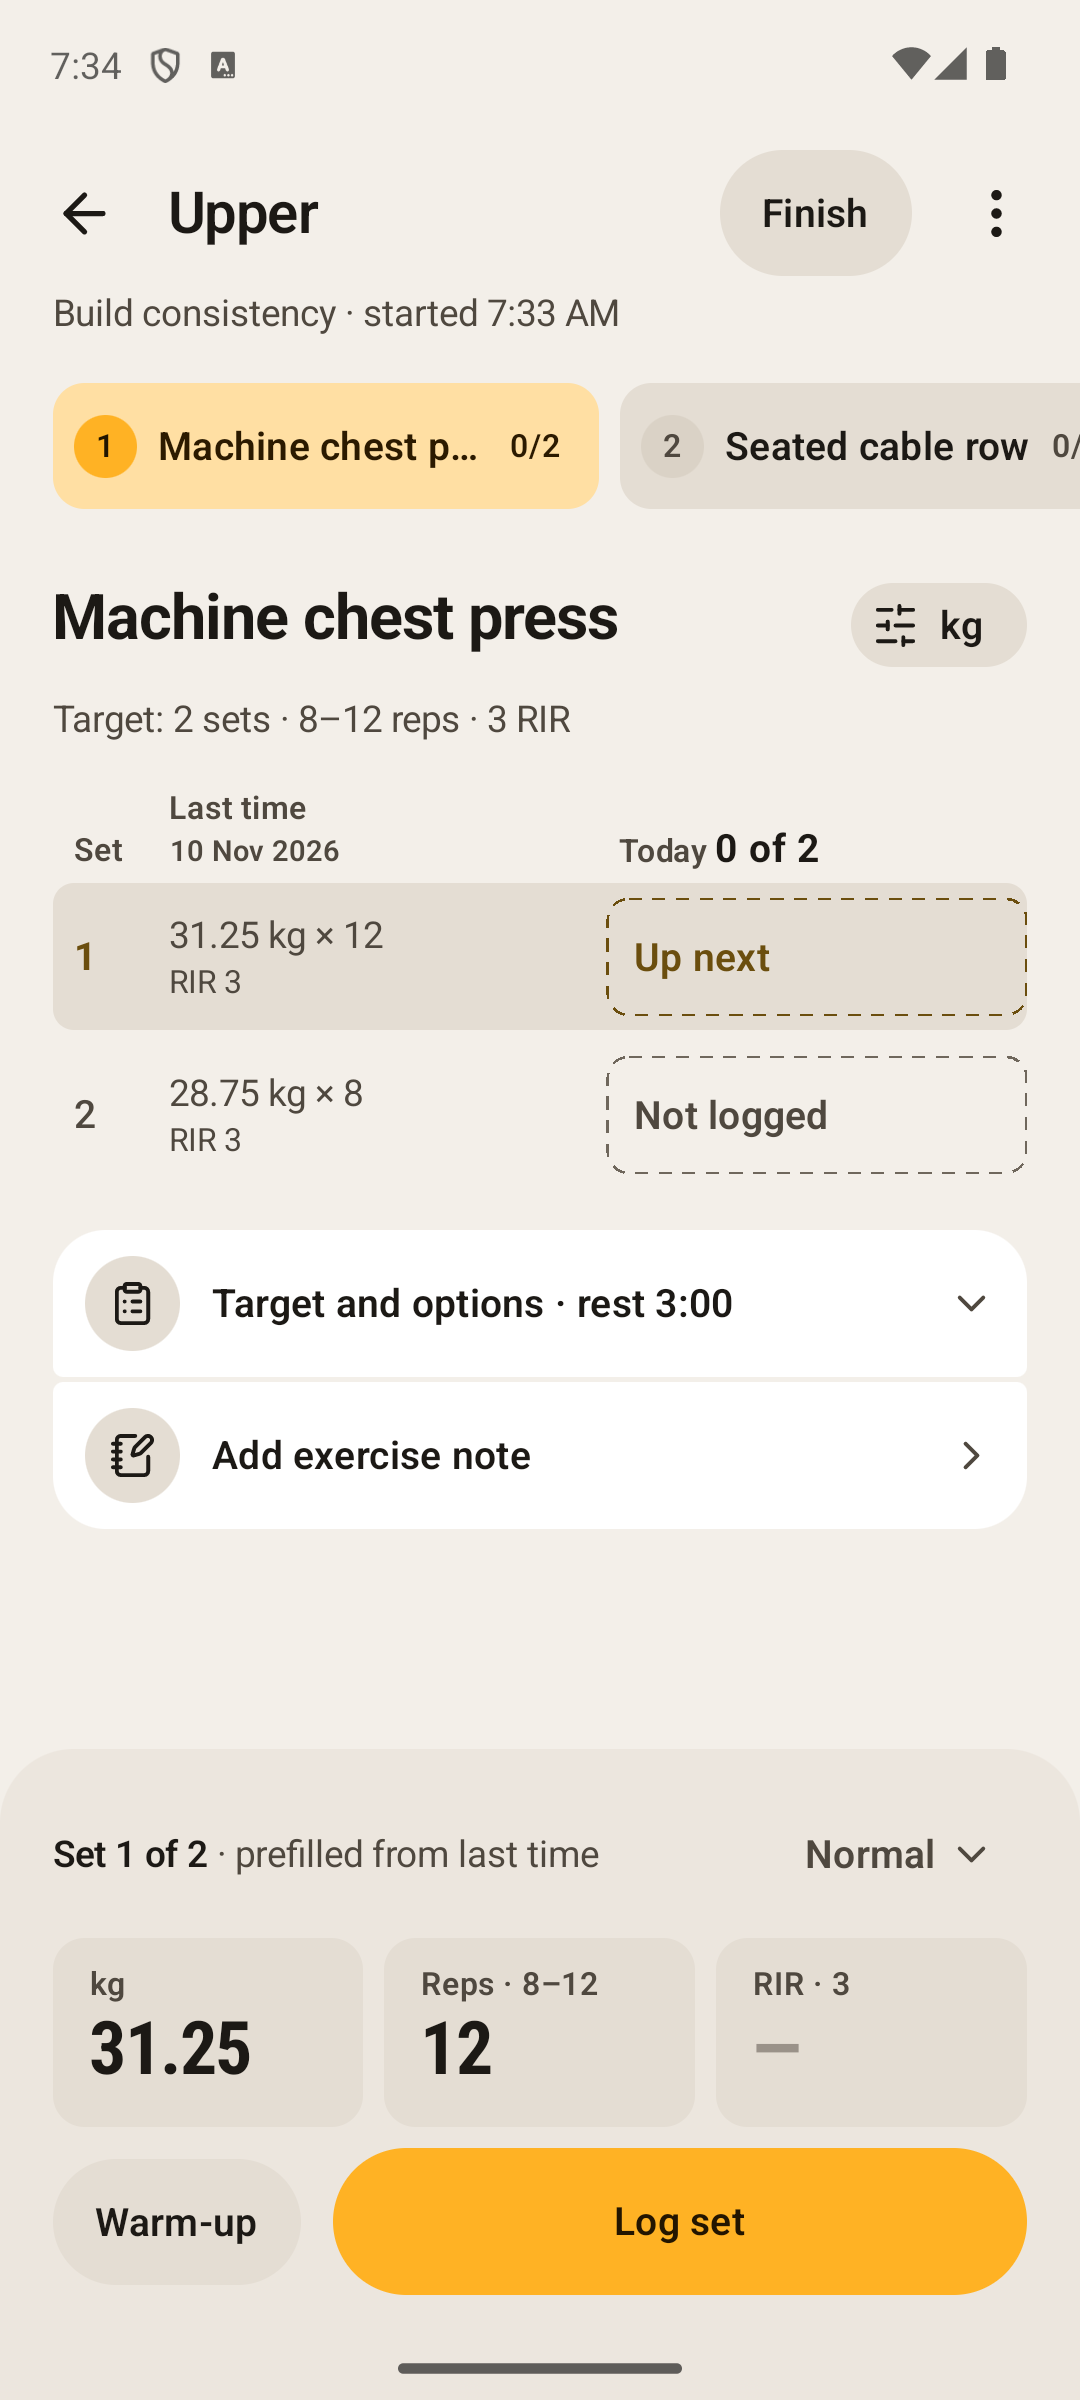 7:34
Upper
Finish
Build consistency · started 7:33 AM
1 Machine chest p... 0/2
2 Seated cable row 0/
Machine chest press
kg
Target: 2 sets · 8–12 reps · 3 RIR
Last time
Set 10 Nov 2026 Today 0 of 2
1 31.25 kg × 12 Up next
RIR 3
2 28.75 kg × 8 Not logged
RIR 3
Target and options · rest 3:00
Add exercise note
Set 1 of 2 · prefilled from last time Normal
kg Reps · 8–12 RIR · 3
31.25 12 –
Warm-up Log set